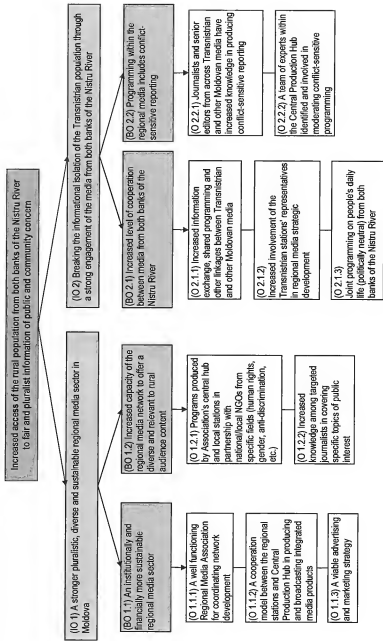 Increased access of the rural population from both banks of the Nistru River
to fair and pluralist information of public and community concern
(IO 1) A stronger pluralistic, diverse and sustainable regional media sector in
Moldova
(IO 2) Breaking the informational isolation of the Transnistrian population through
a strong engagement of the media from both banks of the Nistru River
(BO 1.1) An institutionally and
financially more sustainable
regional media sector
(BO 1.2) Increased capacity of the
regional media network to offer a
diverse and relevant to rural
audience content
(BO 2.1) Increased level of cooperation
between media from both banks of the
Nistru River
(BO 2.2) Programming within the
regional media includes conflict-
sensitive reporting
(O 1.1.1) A well functioning
Regional Media Association
for coordinating network
development
(O 1.1.2) A cooperation
model between the regional
stations and Central
Production Hub in producing
and broadcasting integrated
media products
(O 1.1.3) A viable advertising
and marketing strategy
(O 1.2.1) Programs produced
by Association's central hub
and local stations in
partnership with
national/local NGOs from
specific fields (human rights,
gender, anti-discrimination,
etc.)
(O 1.2.2) Increased
knowledge among targeted
journalists in covering
specific topics of public
interest
(O 2.1.1) Increased information
exchange, shared programming and
other linkages between Transnistrian
and other Moldovan media
(O 2.1.2)
Increased involvement of the
Transnistrian stations' representatives
in regional media strategic
development
(O 2.1.3)
Joint programming on people's daily
life (politically neutral) from both
banks of the Nistru River
(O 2.2.1) Journalists and senior
editors from across Transnistrian
and other Moldovan media have
increased knowledge in producing
conflict-sensitive reporting
(O 2.2.2) A team of experts within
the Central Production Hub
identified and involved in
moderating conflict-sensitive
programming